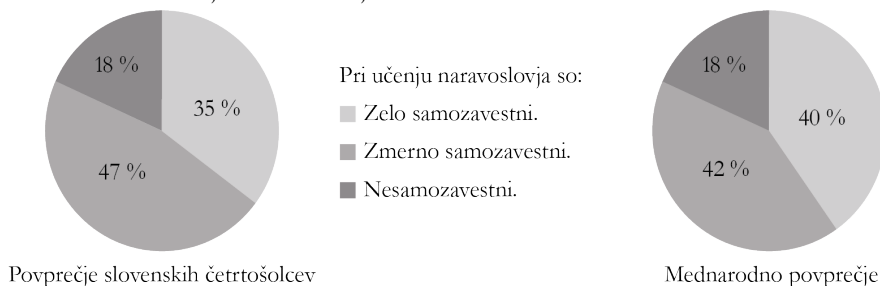 18 %
35 %
47 %
Pri učenju naravoslovja so:
Zelo samozavestni.
Zmerno samozavestni.
Nesamozavestni.
18 %
40 %
42 %
Povprečje slovenskih četrtošolcev
Mednarodno povprečje